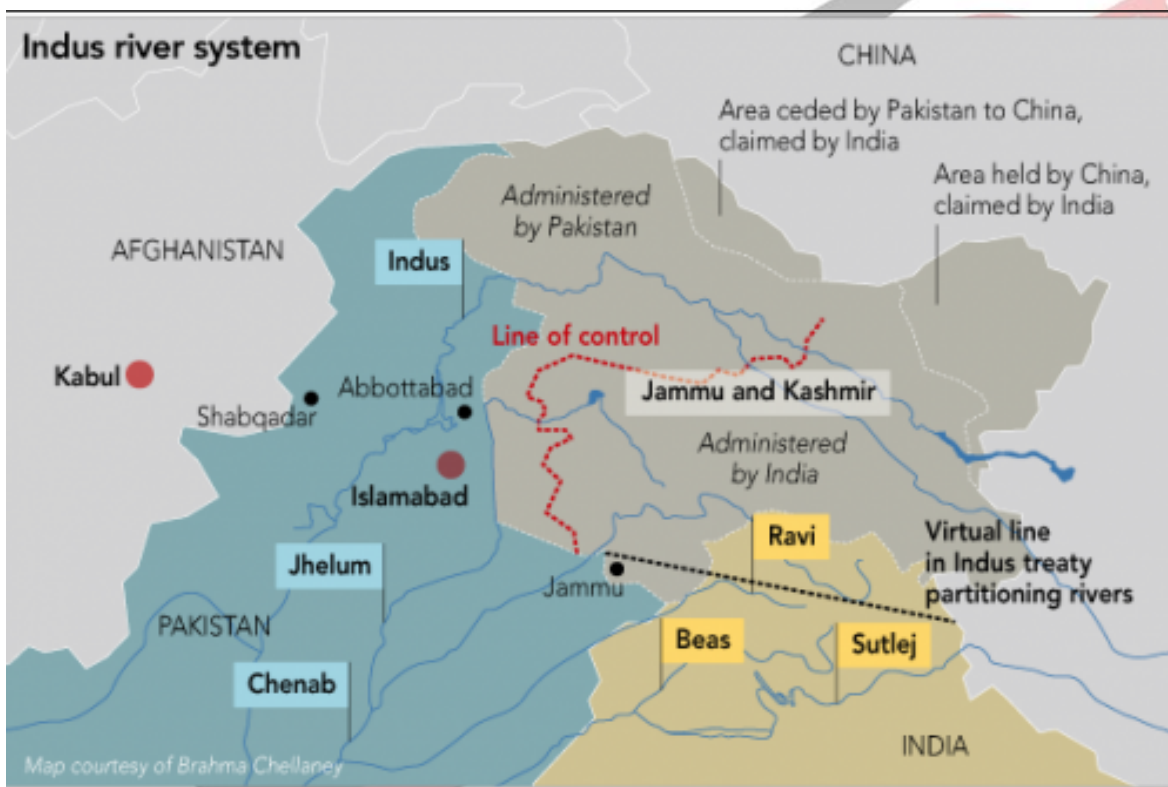 Indus river system
CHINA
Area ceded by Pakistan to China,
claimed by India
Area held by China,
claimed by India
Administered
by Pakistan
AFGHANISTAN
Indus
Line of control
Kabul
Abbottabad
Shabqadar
Jammu and Kashmir
Administered
by India
Islamabad
Ravi
Virtual line
in Indus treaty
partitioning rivers
Jhelum
Jammu
PAKISTAN
Beas
Sutlej
Chenab
INDIA
Map courtesy of Brahma Chellaney